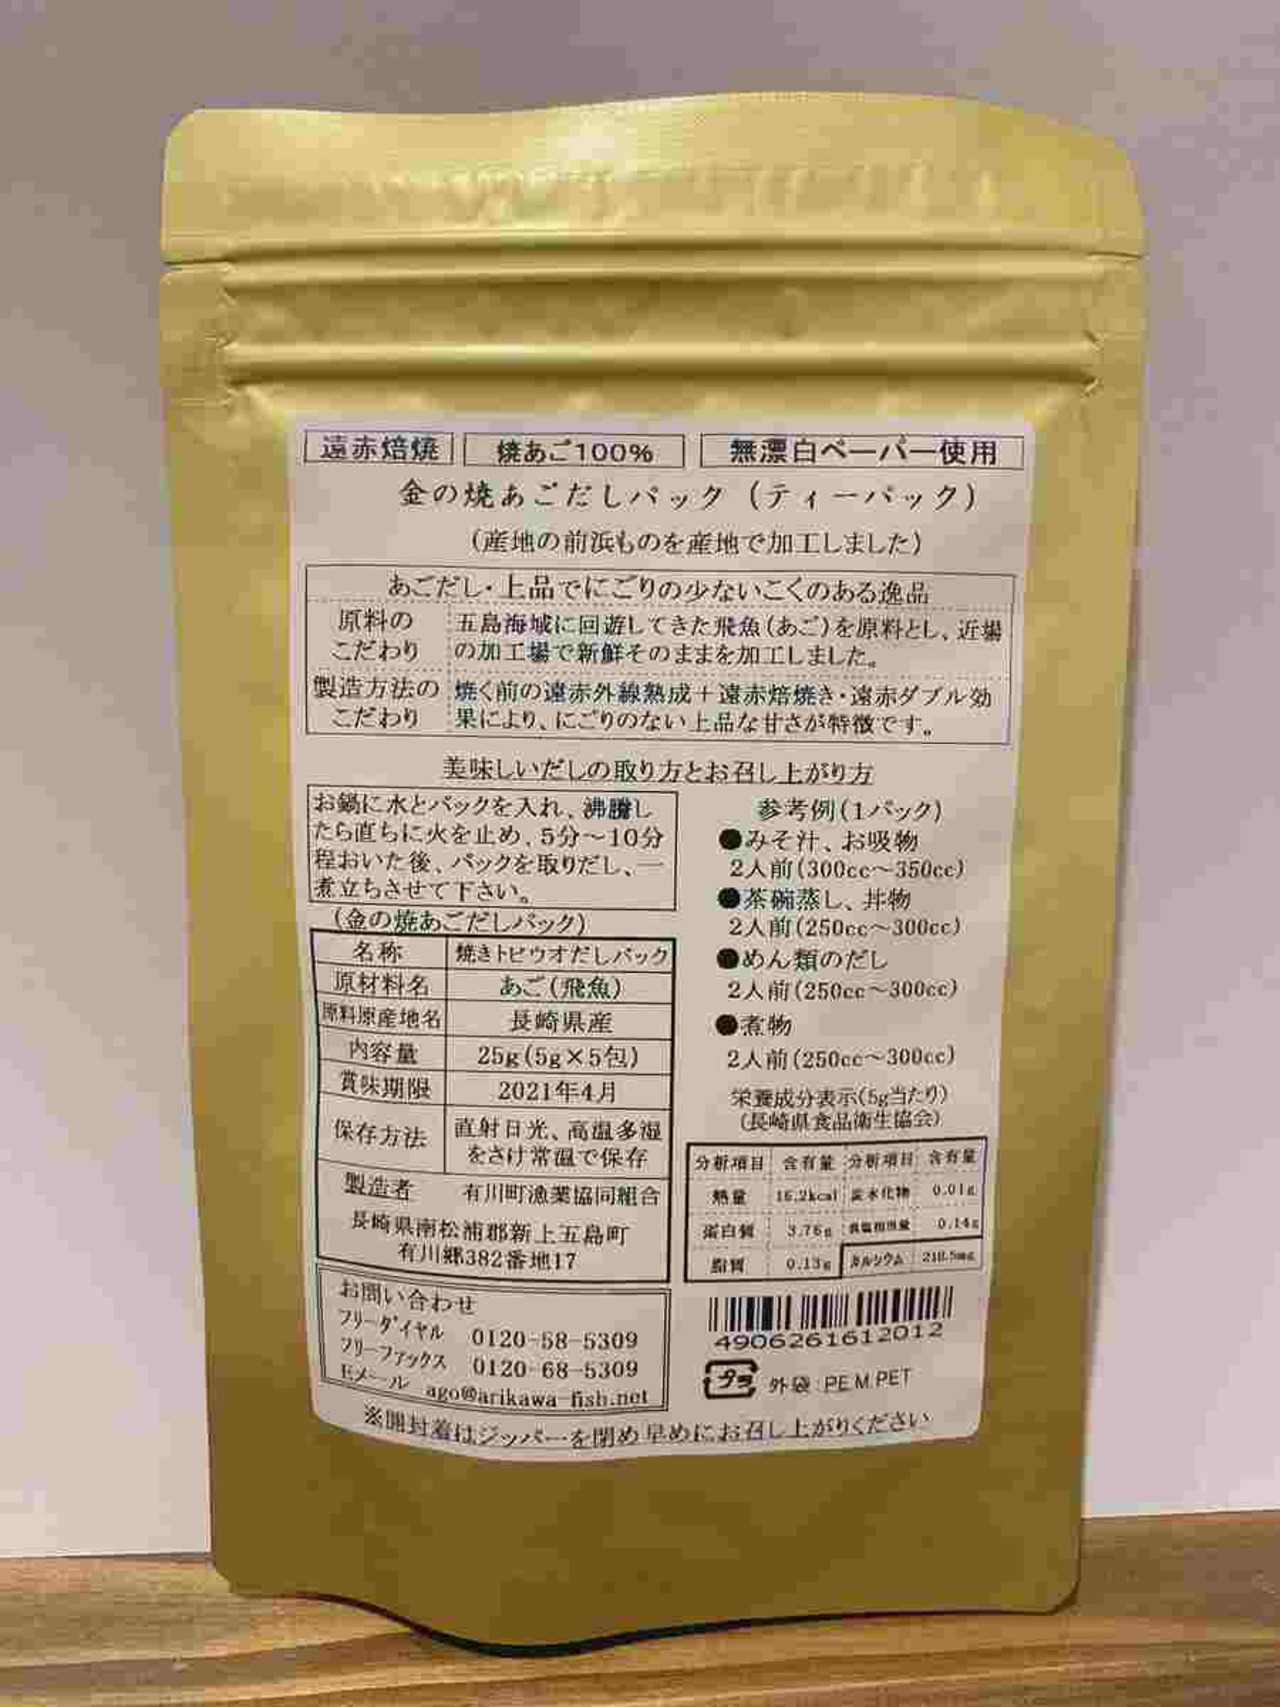 遠赤焙焼 焼あご100% 無漂白ペーパー使用
金の焼あごだしパック（ティーパック）
（産地の前浜ものを産地で加工しました）
あごだし・上品でにごりの少ないこくのある逸品
原料の
こだわり
五島海域に回遊してきた飛魚（あご）を原料とし、近場
の加工場で新鮮そのままを加工しました。
製造方法の
こだわり
焼く前の遠赤外線熟成＋遠赤焙焼き・遠赤ダブル効
果により、にごりのない上品な甘さが特徴です。
美味しいだしの取り方とお召し上がり方
お鍋に水とパックを入れ、沸騰し
たら直ちに火を止め、5分～10分
程おいた後、パックを取りだし、一
煮立ちさせて下さい。
（金の焼あごだしパック）
名称 焼きトビウオだしパック
原材料名 あご（飛魚）
原料原産地名 長崎県産
内容量 25g（5g×5包）
賞味期限 2021年4月
保存方法 直射日光、高温多湿
をさけ常温で保存
製造者 有川町漁業協同組合
長崎県南松浦郡新上五島町
有川郷382番地17
お問い合わせ
フリーダイヤル 0120-58-5309
フリーファックス 0120-68-5309
Eメール ago@arikawa-fish.net
参考例（1パック）
●みそ汁、お吸物
2人前（300cc～350cc）
●茶碗蒸し、丼物
2人前（250cc～300cc）
●めん類のだし
2人前（250cc～300cc）
●煮物
2人前（250cc～300cc）
栄養成分表示（5g当たり）
（長崎県食品衛生協会）
分析項目 含有量 分析項目 含有量
熱量 16.2kcal 炭水化物 0.01g
蛋白質 3.76g 食塩相当量 0.14g
脂質 0.13g カルシウム 218.5mg
4906261612012
プラ 外袋：PE.M.PET
※開封着はジッパーを閉め早めにお召し上がりください